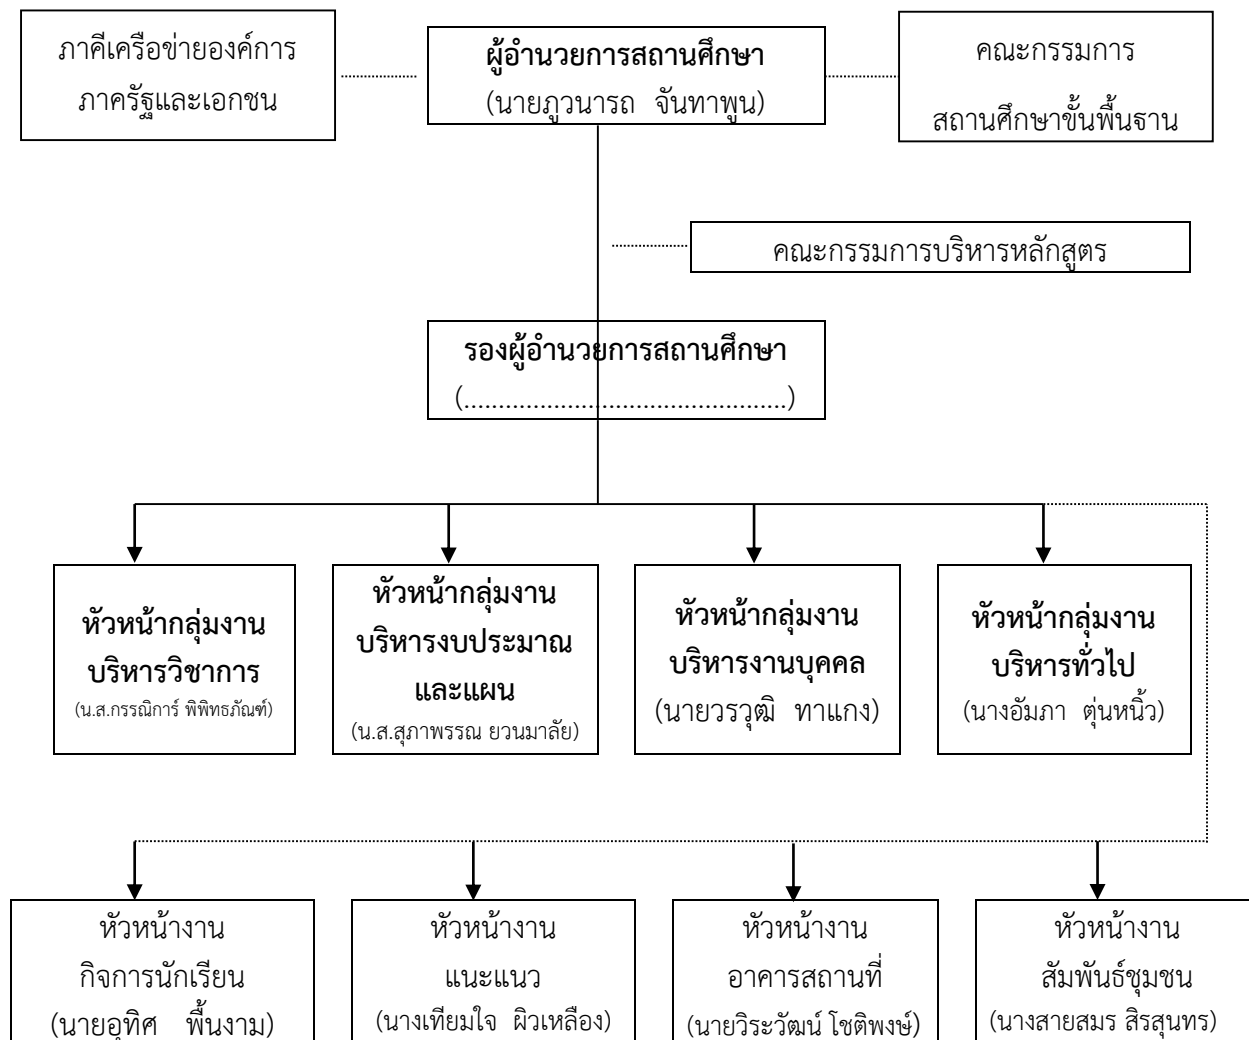 ภาคีเครือข่ายองค์การ
ภาครัฐและเอกชน
ผู้อำนวยการสถานศึกษา
(นายภูวนารถ จันทาพูน)
คณะกรรมการ
สถานศึกษาขั้นพื้นฐาน
คณะกรรมการบริหารหลักสูตร
รองผู้อำนวยการสถานศึกษา
(...............................................)
หัวหน้ากลุ่มงาน
บริหารวิชาการ
(น.ส.กรรณิการ์ พิพิทธภัณฑ์)
หัวหน้ากลุ่มงาน
บริหารงบประมาณ
และแผน
(น.ส.สุภาพรรณ ยวนมาลัย)
หัวหน้ากลุ่มงาน
บริหารงานบุคคล
(นายวรวุฒิ ทาแกง)
หัวหน้ากลุ่มงาน
บริหารทั่วไป
(นางอัมภา ตุ่นหนิ้ว)
หัวหน้างาน
กิจการนักเรียน
(นายอุทิศ พื้นงาม)
หัวหน้างาน
แนะแนว
(นางเทียมใจ ผิวเหลือง)
หัวหน้างาน
อาคารสถานที่
(นายวิระวัฒน์ โชติพงษ์)
หัวหน้างาน
สัมพันธ์ชุมชน
(นางสายสมร สิรสุนทร)